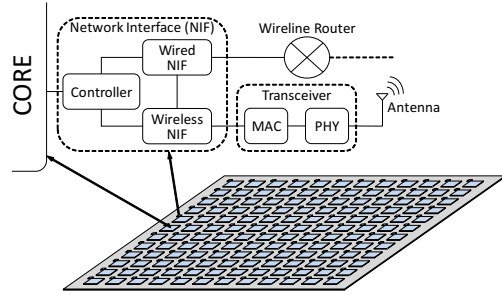 Network Interface (NIF)
Wireline Router
Wired
NIF
CORE
Controller
Transceiver
Antenna
Wireless
NIF
MAC
PHY